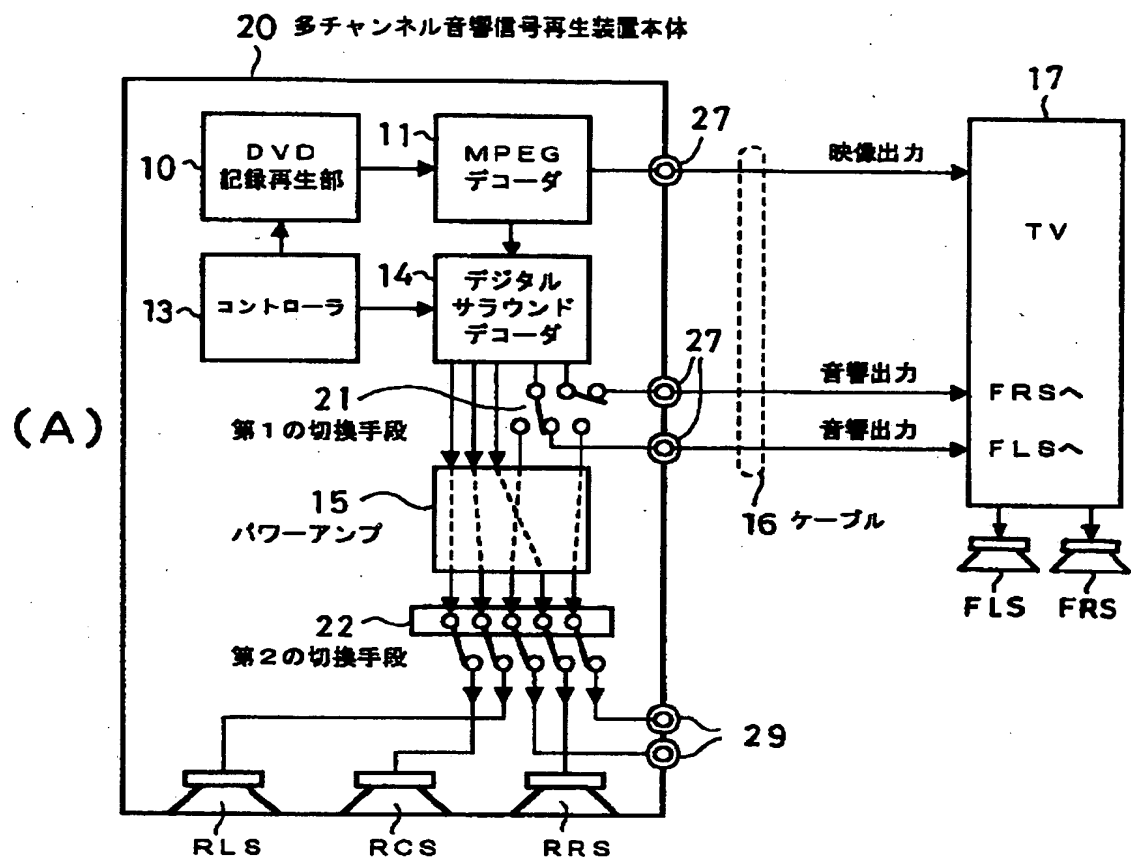 20 多チャンネル音響信号再生装置本体
17
11
27
10
DVD
記録再生部
MPEG
デコーダ
映像出力
TV
13
コントローラ
14
デジタル
サラウンド
デコーダ
27
21
第1の切換手段
音響出力
FRSへ
(A)
音響出力
FLSへ
15
パワーアンプ
16 ケーブル
FLS
FRS
22
第2の切換手段
29
RLS
RCS
RRS